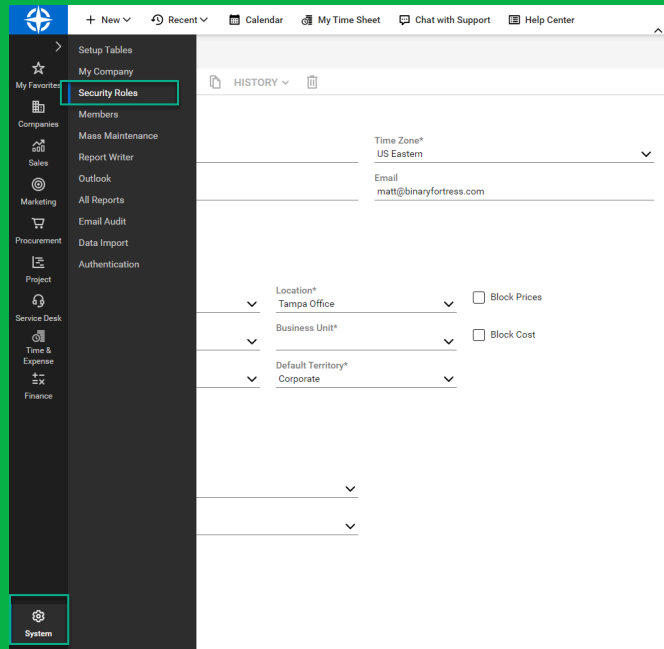 New
Recent
Calendar
My Time Sheet
Chat with Support
Help Center
My Favorites
Companies
Sales
Marketing
Procurement
Project
Service Desk
Time &
Expense
Finance
System
Setup Tables
My Company
Security Roles
Members
Mass Maintenance
Report Writer
Outlook
All Reports
Email Audit
Data Import
Authentication
HISTORY
Time Zone*
US Eastern
Email
matt@binaryfortress.com
Location*
Tampa Office
Block Prices
Business Unit*
Block Cost
Default Territory*
Corporate